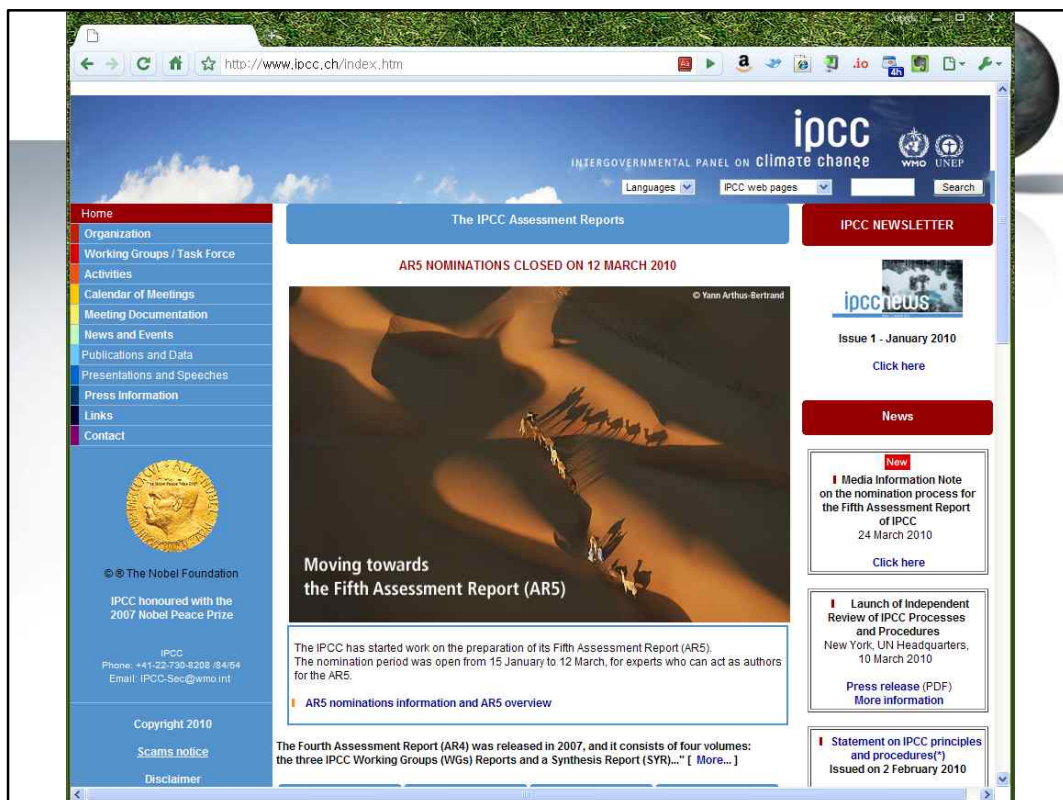 Google
http://www.ipcc.ch/index.htm
a
.io
4h
ipcc
INTERGOVERNMENTAL PANEL ON climate change
WMO UNEP
Languages
IPCC web pages
Search
Home
Organization
Working Groups / Task Force
Activities
Calendar of Meetings
Meeting Documentation
News and Events
Publications and Data
Presentations and Speeches
Press Information
Links
Contact
© ® The Nobel Foundation
IPCC honoured with the
2007 Nobel Peace Prize
IPCC
Phone: +41-22-730-8208 /84/54
Email: IPCC-Sec@wmo.int
Copyright 2010
Scams notice
Disclaimer
The IPCC Assessment Reports
AR5 NOMINATIONS CLOSED ON 12 MARCH 2010
© Yann Arthus-Bertrand
Moving towards
the Fifth Assessment Report (AR5)
The IPCC has started work on the preparation of its Fifth Assessment Report (AR5).
The nomination period was open from 15 January to 12 March, for experts who can act as authors
for the AR5.
AR5 nominations information and AR5 overview
The Fourth Assessment Report (AR4) was released in 2007, and it consists of four volumes:
the three IPCC Working Groups (WGs) Reports and a Synthesis Report (SYR)..." [ More... ]
IPCC NEWSLETTER
ipccnews
Issue 1 - January 2010
Click here
News
New
Media Information Note
on the nomination process for
the Fifth Assessment Report
of IPCC
24 March 2010
Click here
Launch of Independent
Review of IPCC Processes
and Procedures
New York, UN Headquarters,
10 March 2010
Press release (PDF)
More information
Statement on IPCC principles
and procedures(*)
Issued on 2 February 2010